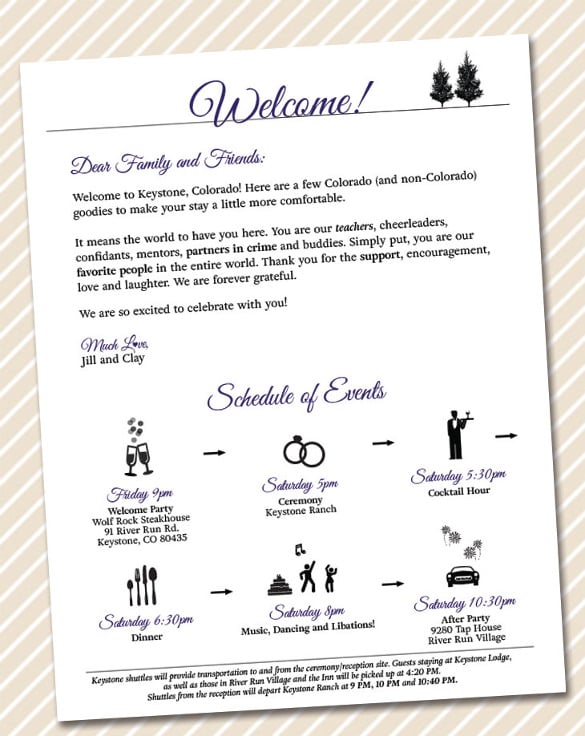 Welcome!
Dear Family and Friends:
Welcome to Keystone, Colorado! Here are a few Colorado (and non-Colorado)
goodies to make your stay a little more comfortable.
It means the world to have you here. You are our teachers, cheerleaders,
confidants, mentors, partners in crime and buddies. Simply put, you are our
favorite people in the entire world. Thank you for the support, encouragement,
love and laughter. We are forever grateful.
We are so excited to celebrate with you!
Much Love,
Jill and Clay
Schedule of Events
Friday 9pm
Welcome Party
Wolf Rock Steakhouse
91 River Run Rd.
Keystone, CO 80435
Saturday 5pm
Ceremony
Keystone Ranch
Saturday 5:30pm
Cocktail Hour
Saturday 6:30pm
Dinner
Saturday 8pm
Music, Dancing and Libations!
Saturday 10:30pm
After Party
9280 Tap House
River Run Village
Keystone shuttles will provide transportation to and from the ceremony/reception site. Guests staying at Keystone Lodge,
as well as those in River Run Village and the Inn will be picked up at 4:20 PM.
Shuttles from the reception will depart Keystone Ranch at 9 PM, 10 PM and 10:40 PM.